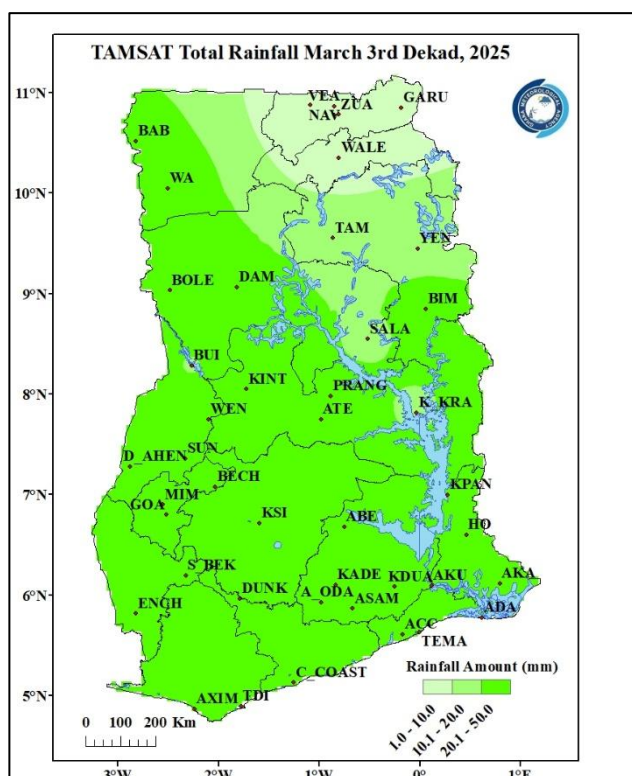 TAMSAT Total Rainfall March 3rd Dekad, 2025
11°N
10°N
9°N
8°N
7°N
6°N
5°N
VEA
ZUA
GARU
NAV
BAB
WALE
WA
TAM
YEN
BOLE
DAM
BIM
SALA
BUI
KINT
PRANG
K_KRA
WEN
ATE
D_AHEN
SUN
BECH
KPAN
GOA
MIM
KSI
ABE
HO
S_BEK
KADE
KDUA
AKU
AKA
DUNK
A_ODA
ASAM
ENCH
ADA
ACC
TEMA
C_COAST
AXIM
TDI
Rainfall Amount (mm)
1.0 - 10.0
10.1 - 20.0
20.1 - 50.0
0 100 200 Km
3°W 2°W 1°W 0° 1°E